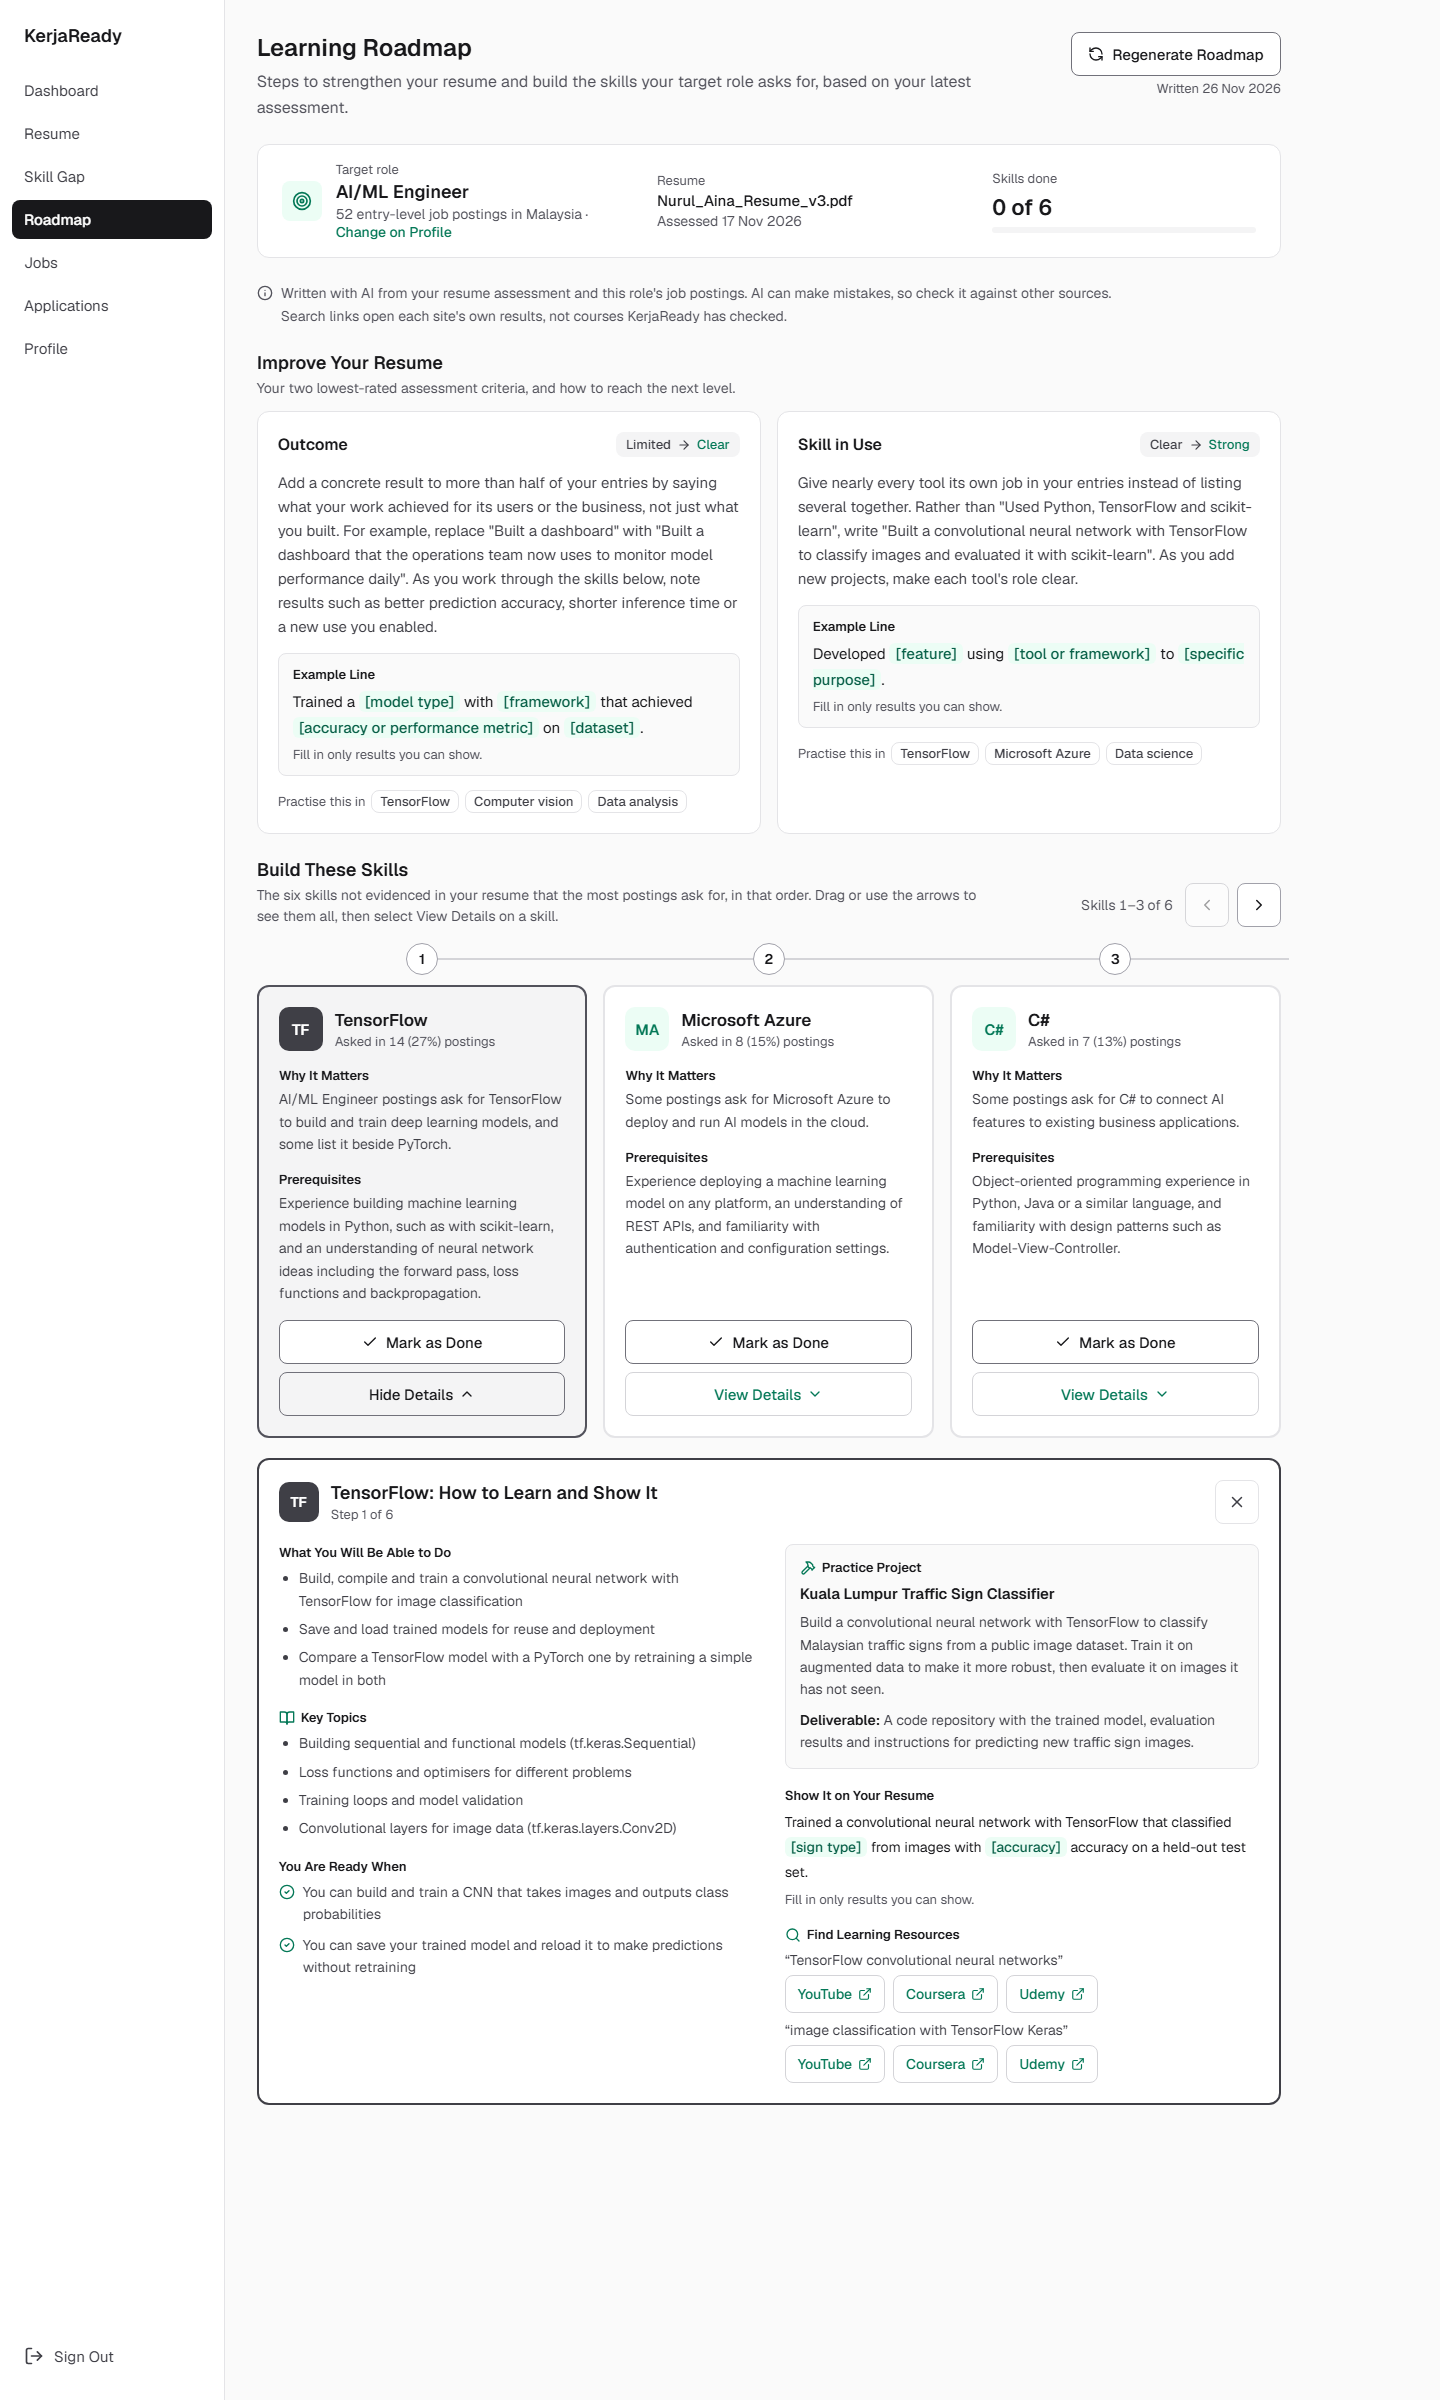 KerjaReady
Dashboard
Resume
Skill Gap
Roadmap
Jobs
Applications
Profile
Sign Out
Learning Roadmap
Steps to strengthen your resume and build the skills your target role asks for, based on your latest
assessment.
Regenerate Roadmap
Written 26 Nov 2026
Target role
AI/ML Engineer
52 entry-level job postings in Malaysia ·
Change on Profile
Resume
Nurul_Aina_Resume_v3.pdf
Assessed 17 Nov 2026
Skills done
0 of 6
Written with AI from your resume assessment and this role's job postings. AI can make mistakes, so check it against other sources.
Search links open each site's own results, not courses KerjaReady has checked.
Improve Your Resume
Your two lowest-rated assessment criteria, and how to reach the next level.
Outcome
Limited → Clear
Add a concrete result to more than half of your entries by saying
what your work achieved for its users or the business, not just what
you built. For example, replace "Built a dashboard" with "Built a
dashboard that the operations team now uses to monitor model
performance daily". As you work through the skills below, note
results such as better prediction accuracy, shorter inference time or
a new use you enabled.
Example Line
Trained a [model type] with [framework] that achieved
[accuracy or performance metric] on [dataset] .
Fill in only results you can show.
Practise this in TensorFlow Computer vision Data analysis
Skill in Use
Clear → Strong
Give nearly every tool its own job in your entries instead of listing
several together. Rather than "Used Python, TensorFlow and scikit-
learn", write "Built a convolutional neural network with TensorFlow
to classify images and evaluated it with scikit-learn". As you add
new projects, make each tool's role clear.
Example Line
Developed [feature] using [tool or framework] to [specific
purpose] .
Fill in only results you can show.
Practise this in TensorFlow Microsoft Azure Data science
Build These Skills
The six skills not evidenced in your resume that the most postings ask for, in that order. Drag or use the arrows to
see them all, then select View Details on a skill.
Skills 1–3 of 6
1
2
3
TF
TensorFlow
Asked in 14 (27%) postings
Why It Matters
AI/ML Engineer postings ask for TensorFlow
to build and train deep learning models, and
some list it beside PyTorch.
Prerequisites
Experience building machine learning
models in Python, such as with scikit-learn,
and an understanding of neural network
ideas including the forward pass, loss
functions and backpropagation.
Mark as Done
Hide Details
MA
Microsoft Azure
Asked in 8 (15%) postings
Why It Matters
Some postings ask for Microsoft Azure to
deploy and run AI models in the cloud.
Prerequisites
Experience deploying a machine learning
model on any platform, an understanding of
REST APIs, and familiarity with
authentication and configuration settings.
Mark as Done
View Details
C#
C#
Asked in 7 (13%) postings
Why It Matters
Some postings ask for C# to connect AI
features to existing business applications.
Prerequisites
Object-oriented programming experience in
Python, Java or a similar language, and
familiarity with design patterns such as
Model-View-Controller.
Mark as Done
View Details
TF
TensorFlow: How to Learn and Show It
Step 1 of 6
What You Will Be Able to Do
• Build, compile and train a convolutional neural network with
TensorFlow for image classification
• Save and load trained models for reuse and deployment
• Compare a TensorFlow model with a PyTorch one by retraining a simple
model in both
Key Topics
• Building sequential and functional models (tf.keras.Sequential)
• Loss functions and optimisers for different problems
• Training loops and model validation
• Convolutional layers for image data (tf.keras.layers.Conv2D)
You Are Ready When
You can build and train a CNN that takes images and outputs class
probabilities
You can save your trained model and reload it to make predictions
without retraining
Practice Project
Kuala Lumpur Traffic Sign Classifier
Build a convolutional neural network with TensorFlow to classify
Malaysian traffic signs from a public image dataset. Train it on
augmented data to make it more robust, then evaluate it on images it
has not seen.
Deliverable: A code repository with the trained model, evaluation
results and instructions for predicting new traffic sign images.
Show It on Your Resume
Trained a convolutional neural network with TensorFlow that classified
[sign type] from images with [accuracy] accuracy on a held-out test
set.
Fill in only results you can show.
Find Learning Resources
“TensorFlow convolutional neural networks”
YouTube Coursera Udemy
“image classification with TensorFlow Keras”
YouTube Coursera Udemy